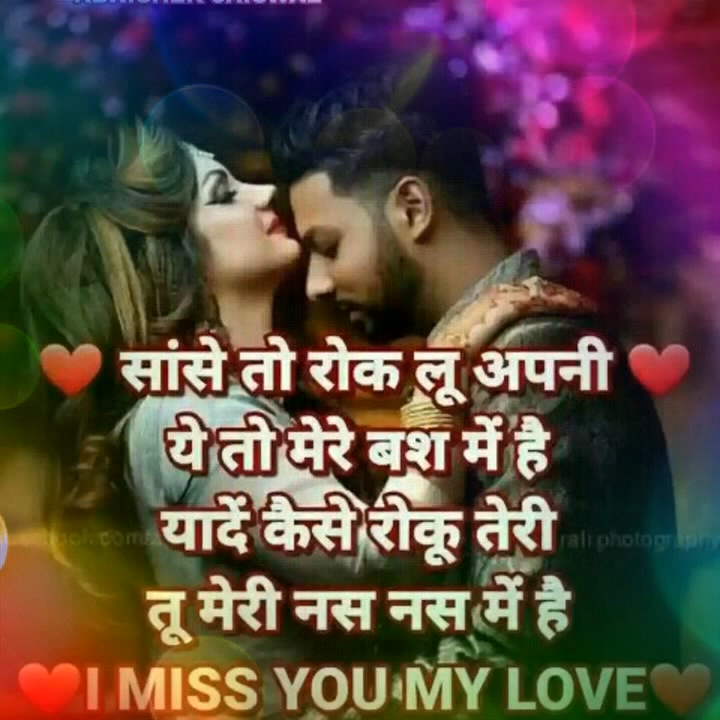 ❤ सांसे तो रोक लू अपनी ❤
ये तो मेरे बश में है
यादें कैसे रोकू तेरी
तू मेरी नस नस में है
❤I MISS YOU MY LOVE❤